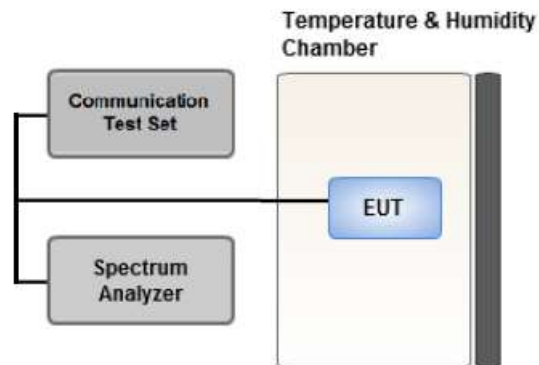 Temperature & Humidity
Chamber
Communication
Test Set
EUT
Spectrum
Analyzer